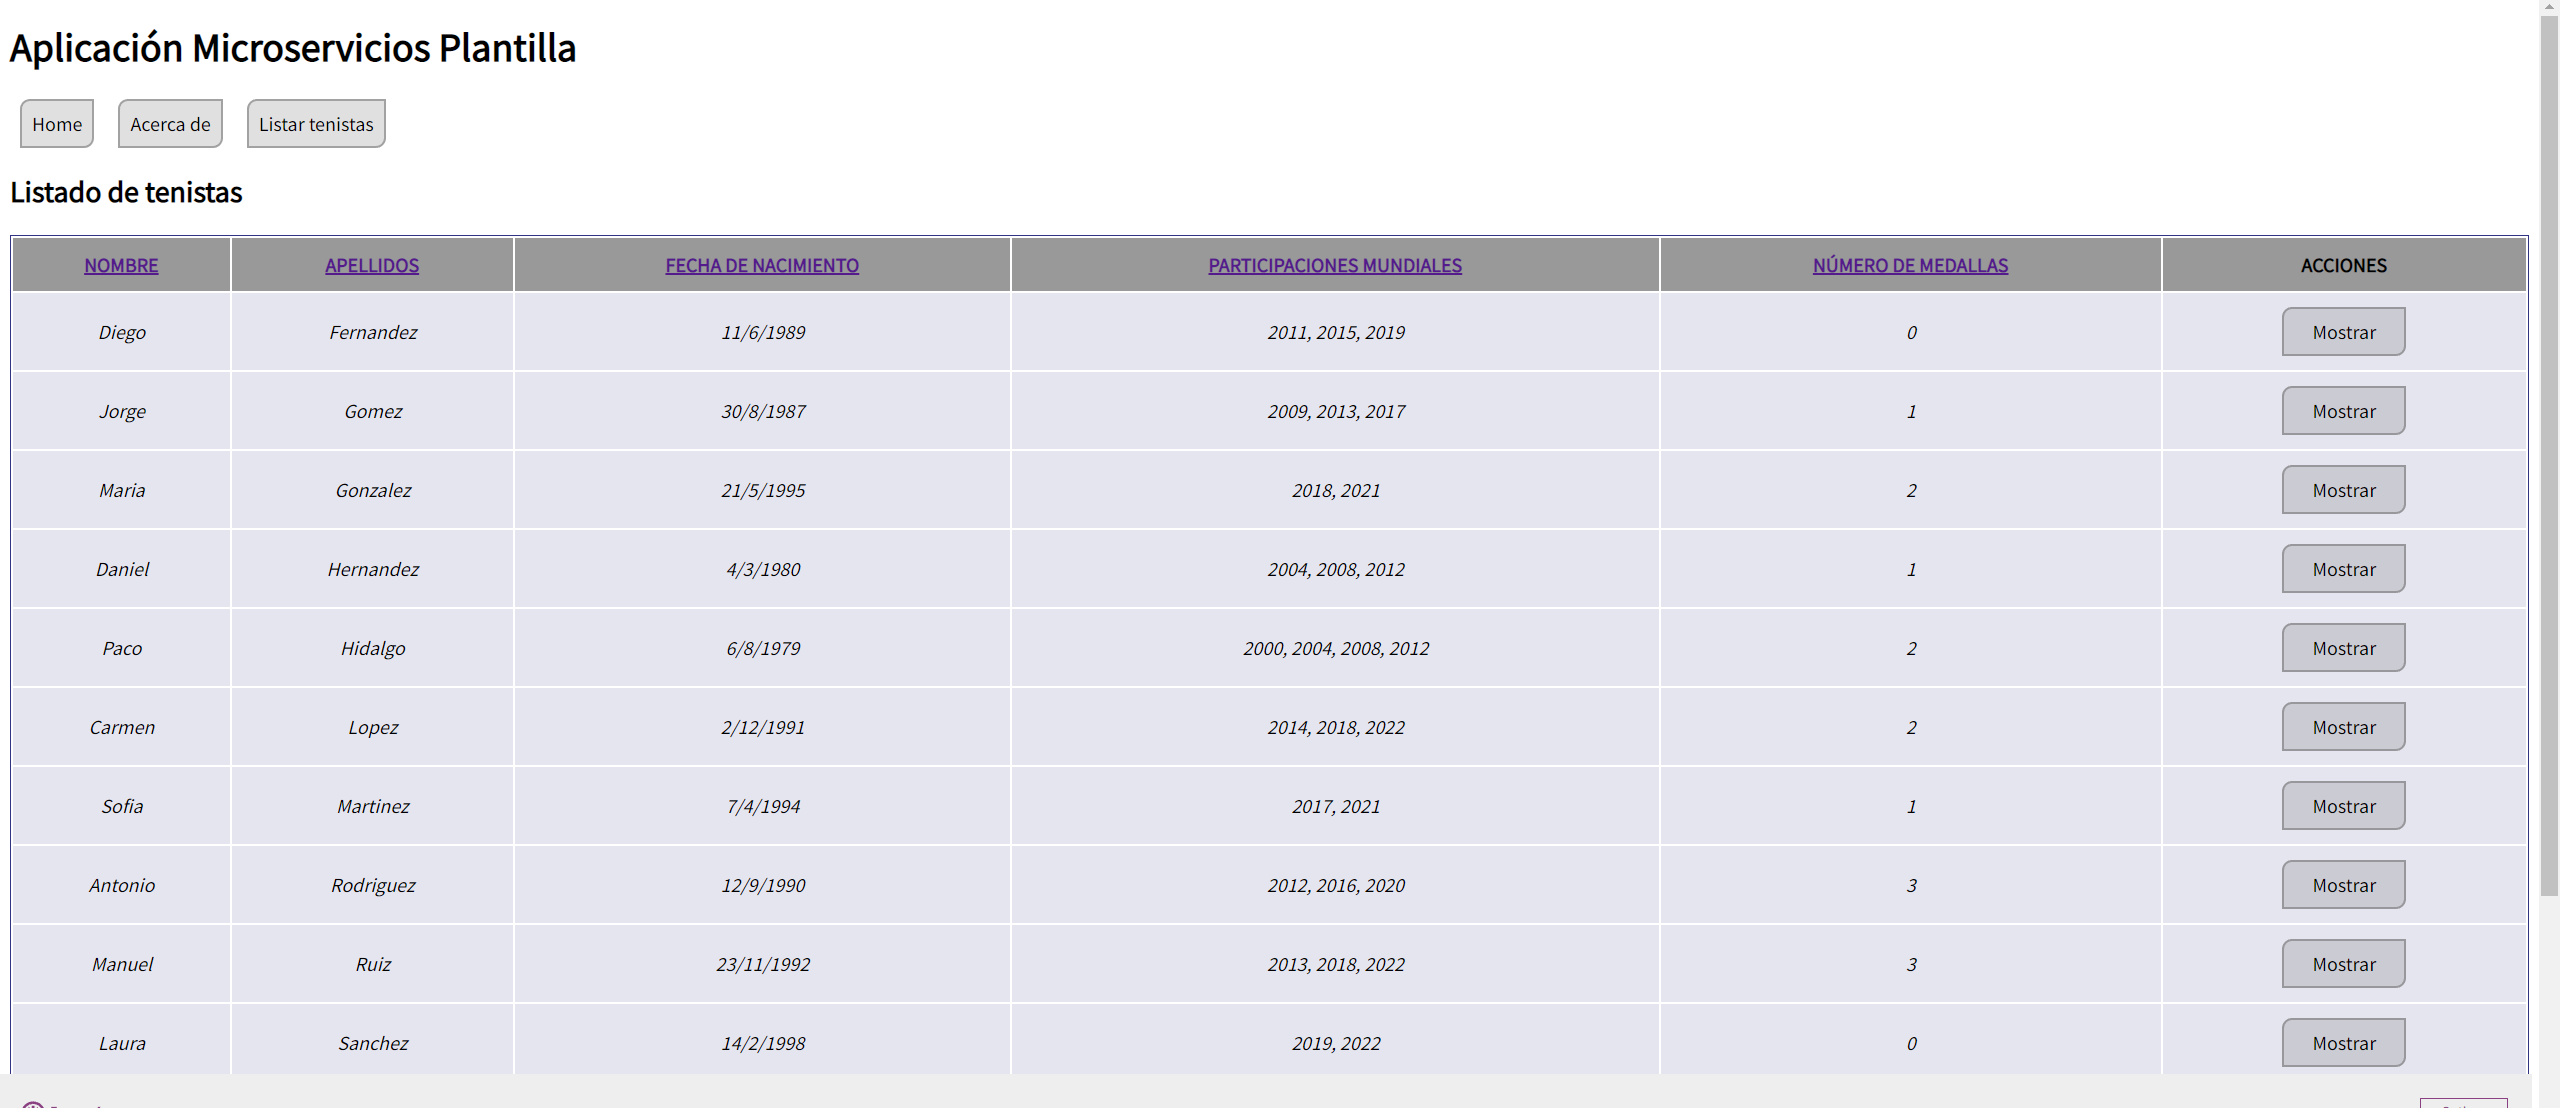 Aplicación Microservicios Plantilla
Home Acerca de Listar tenistas
Listado de tenistas
NOMBRE APELLIDOS FECHA DE NACIMIENTO PARTICIPACIONES MUNDIALES NÚMERO DE MEDALLAS ACCIONES
Diego Fernandez 11/6/1989 2011, 2015, 2019 0 Mostrar
Jorge Gomez 30/8/1987 2009, 2013, 2017 1 Mostrar
Maria Gonzalez 21/5/1995 2018, 2021 2 Mostrar
Daniel Hernandez 4/3/1980 2004, 2008, 2012 1 Mostrar
Paco Hidalgo 6/8/1979 2000, 2004, 2008, 2012 2 Mostrar
Carmen Lopez 2/12/1991 2014, 2018, 2022 2 Mostrar
Sofia Martinez 7/4/1994 2017, 2021 1 Mostrar
Antonio Rodriguez 12/9/1990 2012, 2016, 2020 3 Mostrar
Manuel Ruiz 23/11/1992 2013, 2018, 2022 3 Mostrar
Laura Sanchez 14/2/1998 2019, 2022 0 Mostrar